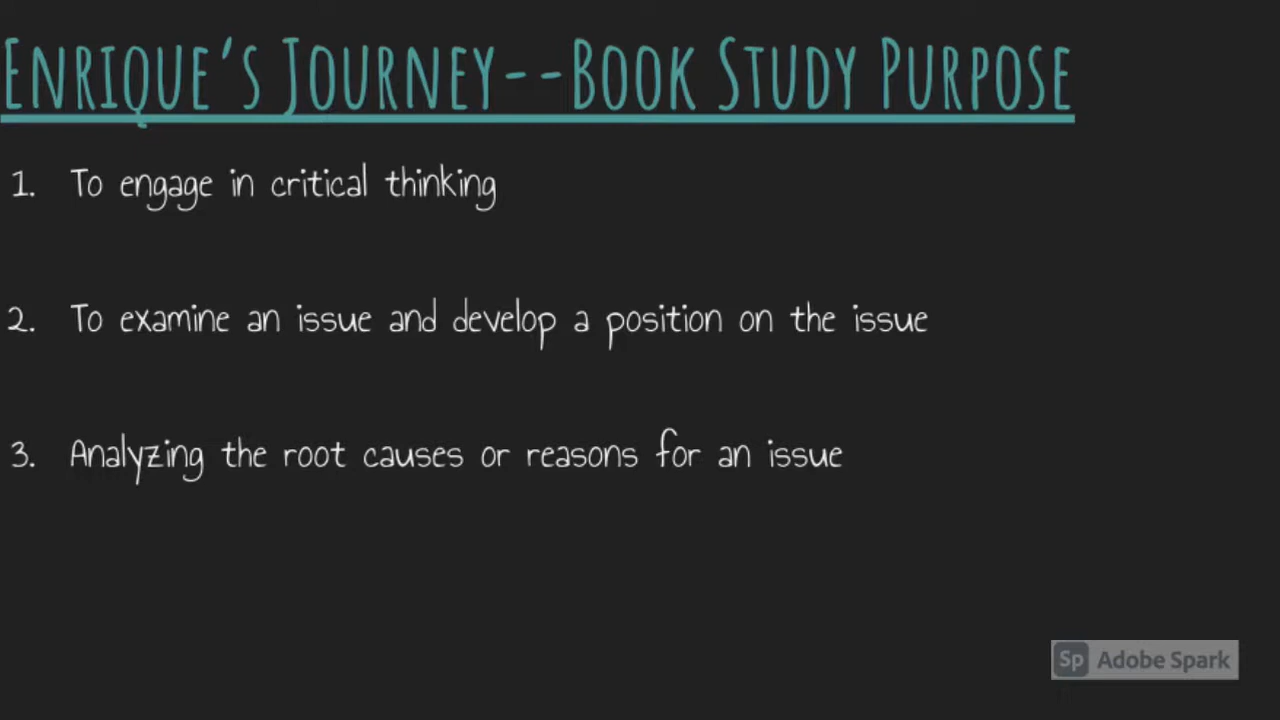 Enrique's Journey--Book Study Purpose
1. To engage in critical thinking
2. To examine an issue and develop a position on the issue
3. Analyzing the root causes or reasons for an issue
Sp Adobe Spark